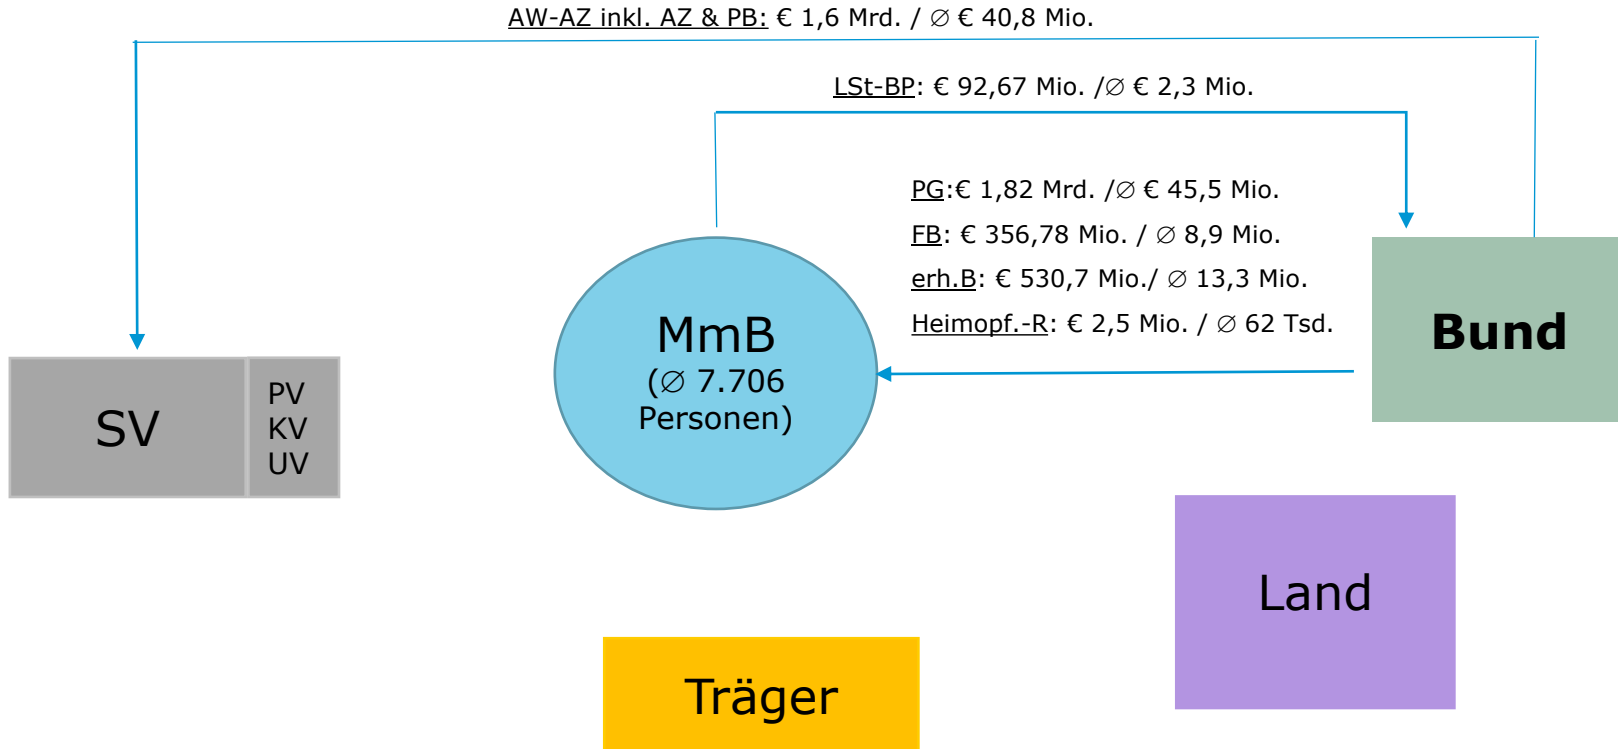 AW-AZ inkl. AZ & PB: € 1,6 Mrd. / ∅ € 40,8 Mio.
LSt-BP: € 92,67 Mio. /∅ € 2,3 Mio.
PG:€ 1,82 Mrd. /∅ € 45,5 Mio.
FB: € 356,78 Mio. / ∅ 8,9 Mio.
erh.B: € 530,7 Mio./ ∅ 13,3 Mio.
Heimopf.-R: € 2,5 Mio. / ∅ 62 Tsd.
MmB
(∅ 7.706
Personen)
Bund
SV
PV
KV
UV
Land
Träger